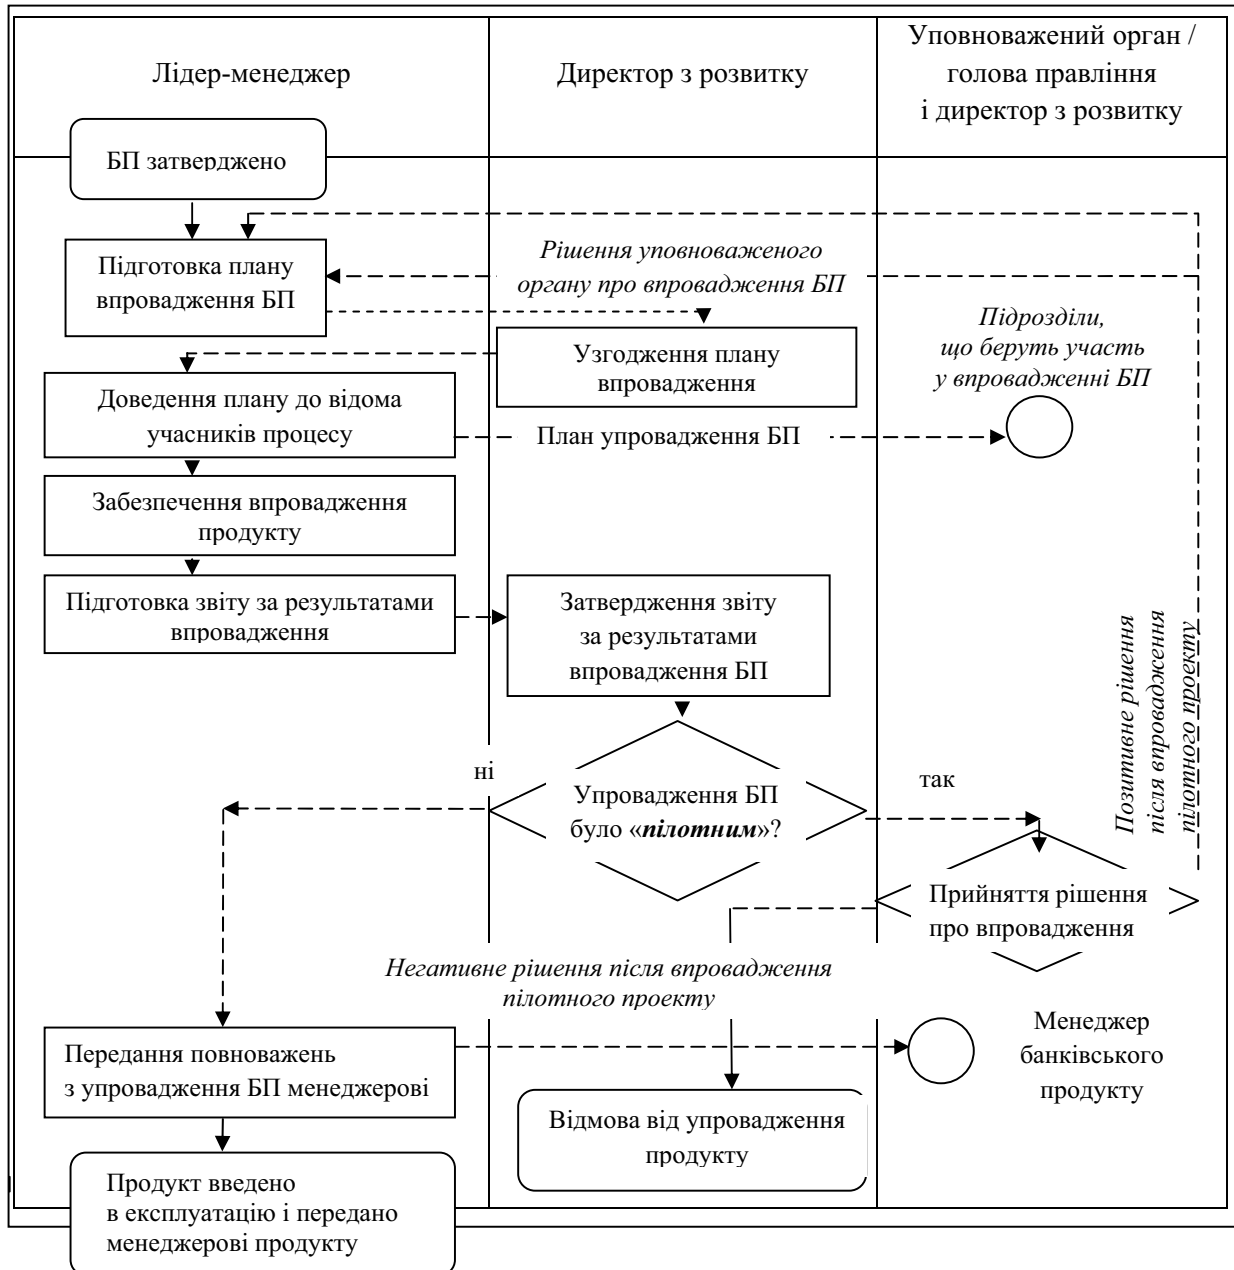 Лідер-менеджер
Директор з розвитку
Уповноважений орган /
голова правління
і директор з розвитку
БП затверджено
Підготовка плану
впровадження БП
Рішення уповноваженого
органу про впровадження БП
Підрозділи,
що беруть участь
у впровадженні БП
Узгодження плану
впровадження
Доведення плану до відома
учасників процесу
План упровадження БП
Забезпечення впровадження
продукту
Підготовка звіту за результатами
впровадження
Затвердження звіту
за результатами
впровадження БП
Позитивне рішення
після впровадження
пілотного проекту
ні
Упровадження БП
було «пілотним»?
так
Прийняття рішення
про впровадження
Негативне рішення після впровадження
пілотного проекту
Передання повноважень
з упровадження БП менеджерові
Менеджер
банківського
продукту
Відмова від упровадження
продукту
Продукт введено
в експлуатацію і передано
менеджерові продукту